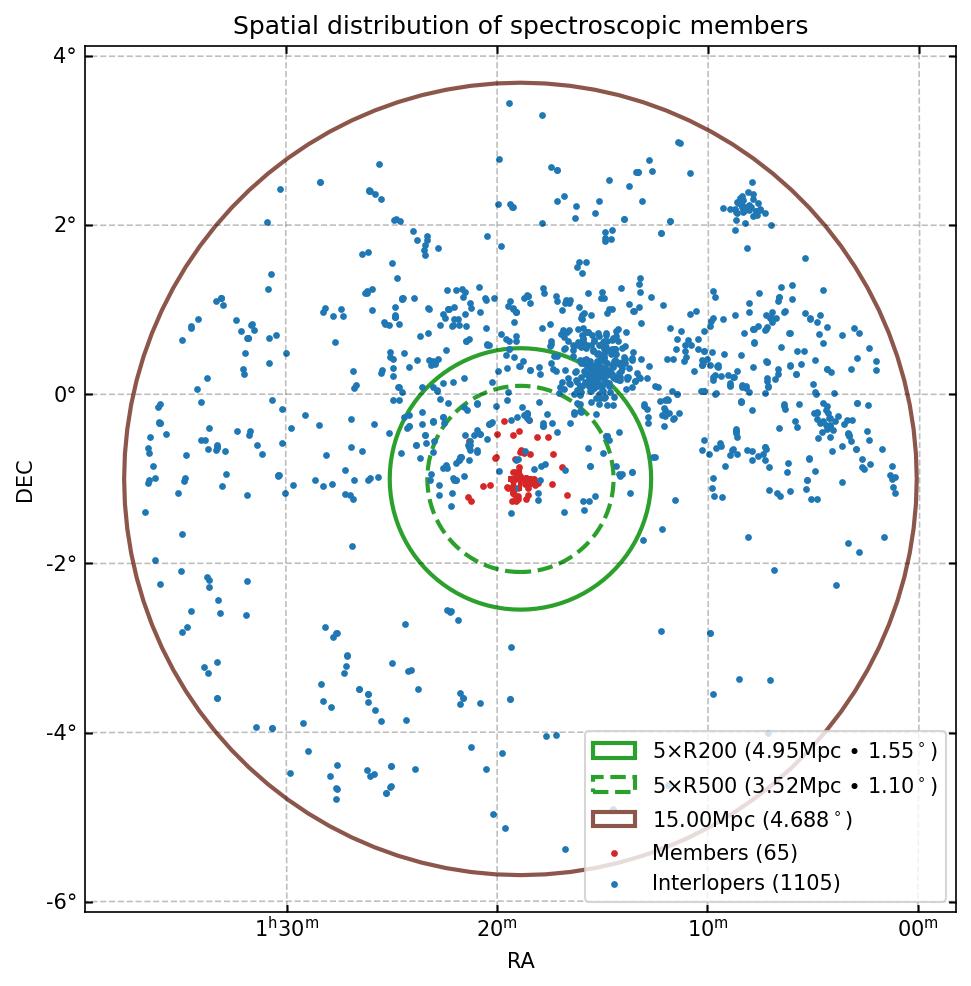 Spatial distribution of spectroscopic members
4°
2°
0°
-2°
-4°
-6°
DEC
1ʰ30ᵐ
20ᵐ
10ᵐ
00ᵐ
RA
5×R200 (4.95Mpc • 1.55°)
5×R500 (3.52Mpc • 1.10°)
15.00Mpc (4.688°)
Members (65)
Interlopers (1105)